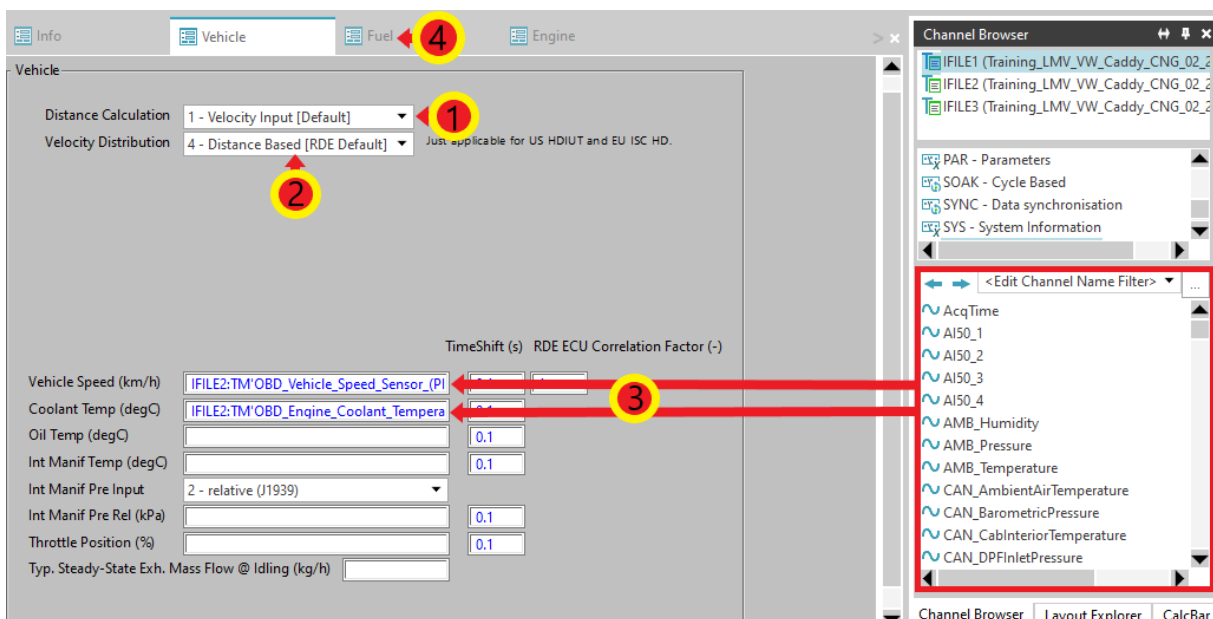 Info
Vehicle
Fuel
4
Engine
Vehicle
Distance Calculation 1 - Velocity Input [Default] 1
Velocity Distribution 4 - Distance Based [RDE Default] Just applicable for US HDIUT and EU ISC HD.
2
TimeShift (s) RDE ECU Correlation Factor (-)
Vehicle Speed (km/h) IFILE2:TM'OBD_Vehicle_Speed_Sensor_(PI
Coolant Temp (degC) IFILE2:TM'OBD_Engine_Coolant_Tempera
3
Oil Temp (degC) 0.1
Int Manif Temp (degC) 0.1
Int Manif Pre Input 2 - relative (J1939)
Int Manif Pre Rel (kPa) 0.1
Throttle Position (%) 0.1
Typ. Steady-State Exh. Mass Flow @ Idling (kg/h)
Channel Browser
IFILE1 (Training_LMV_VW_Caddy_CNG_02_2
IFILE2 (Training_LMV_VW_Caddy_CNG_02_2
IFILE3 (Training_LMV_VW_Caddy_CNG_02_2
PAR - Parameters
SOAK - Cycle Based
SYNC - Data synchronisation
SYS - System Information
<Edit Channel Name Filter> ...
AcqTime
AI50_1
AI50_2
AI50_3
AI50_4
AMB_Humidity
AMB_Pressure
AMB_Temperature
CAN_AmbientAirTemperature
CAN_BarometricPressure
CAN_CabInteriorTemperature
CAN_DPFInletPressure
Channel Browser Layout Explorer CalcBar